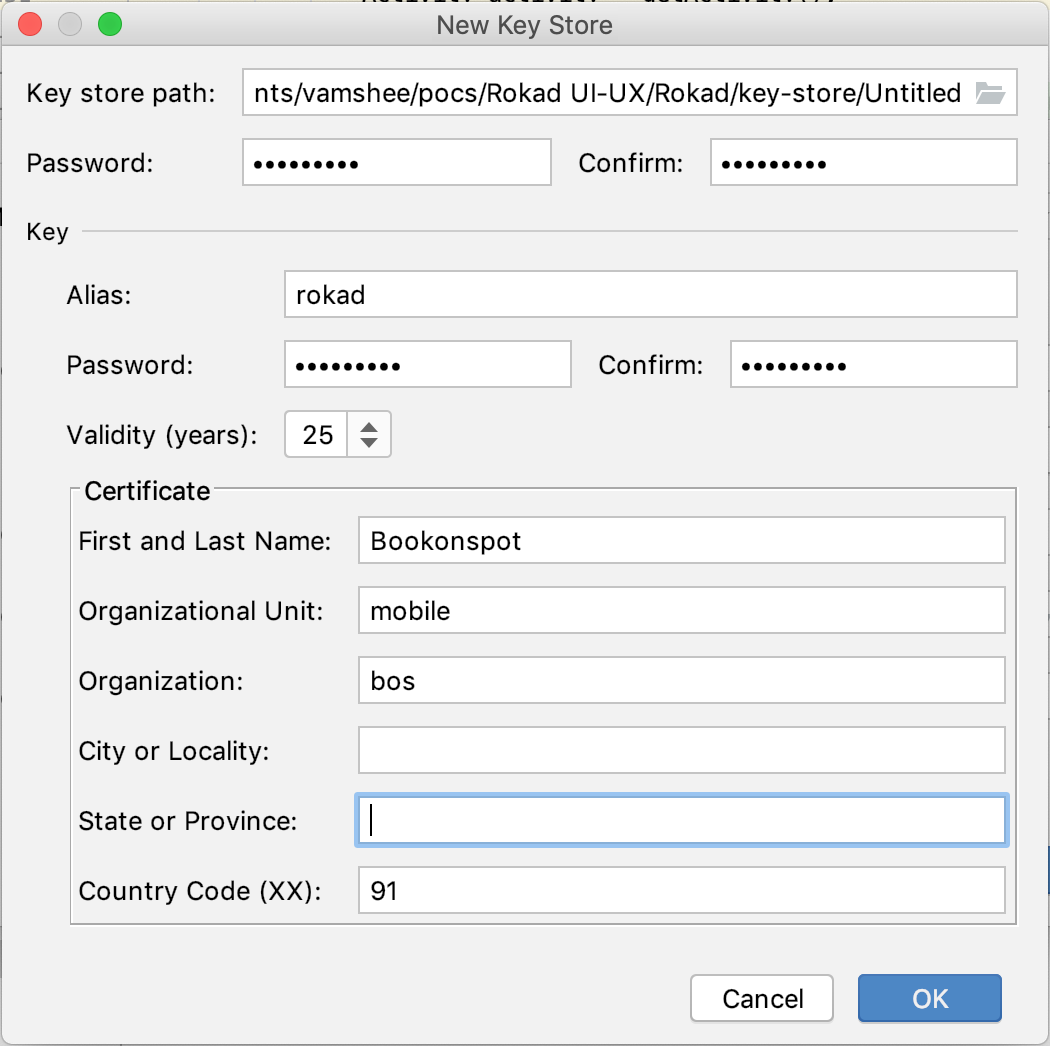 New Key Store
Key store path: nts/vamshee/pocs/Rokad UI-UX/Rokad/key-store/Untitled
Password: ••••••••• Confirm: •••••••••
Key
Alias: rokad
Password: ••••••••• Confirm: •••••••••
Validity (years): 25
Certificate
First and Last Name: Bookonspot
Organizational Unit: mobile
Organization: bos
City or Locality:
State or Province:
Country Code (XX): 91
Cancel OK